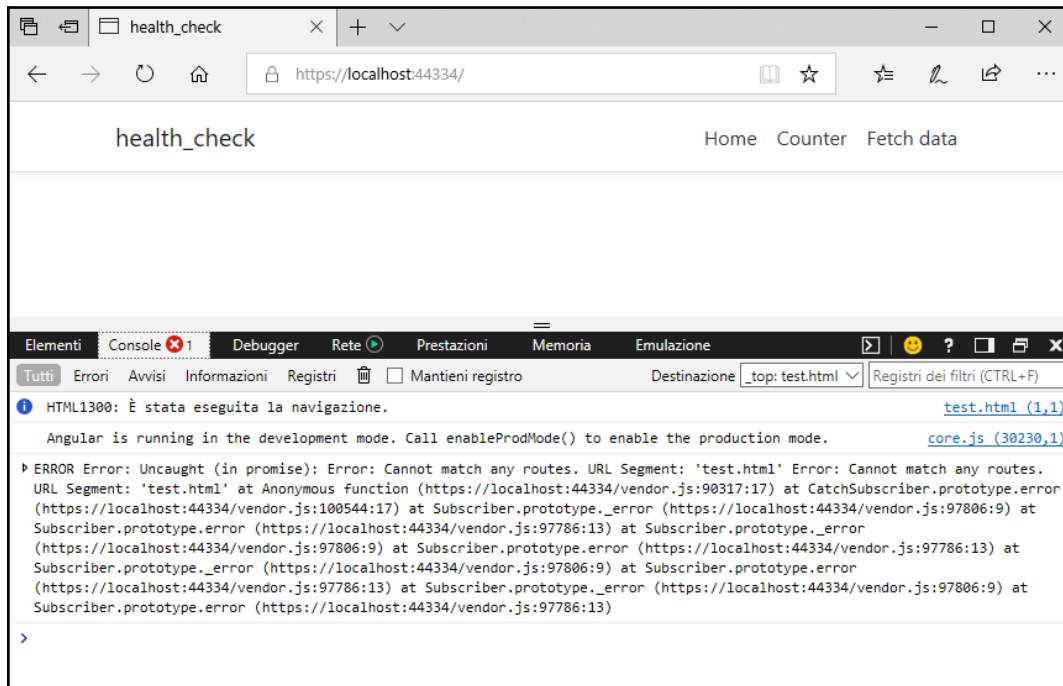 health_check
https://localhost:44334/
health_check
Home Counter Fetch data
Elementi Console 1 Debugger Rete Prestazioni Memoria Emulazione
Tutti Errori Avvisi Informazioni Registri Mantieni registro Destinazione _top: test.html Registri dei filtri (CTRL+F)
HTML1300: È stata eseguita la navigazione. test.html (1,1)
Angular is running in the development mode. Call enableProdMode() to enable the production mode. core.js (30230,1)
ERROR Error: Uncaught (in promise): Error: Cannot match any routes. URL Segment: 'test.html' Error: Cannot match any routes.
URL Segment: 'test.html' at Anonymous function (https://localhost:44334/vendor.js:90317:17) at CatchSubscriber.prototype.error
(https://localhost:44334/vendor.js:100544:17) at Subscriber.prototype._error (https://localhost:44334/vendor.js:97806:9) at
Subscriber.prototype.error (https://localhost:44334/vendor.js:97786:13) at Subscriber.prototype._error
(https://localhost:44334/vendor.js:97806:9) at Subscriber.prototype.error (https://localhost:44334/vendor.js:97786:13) at
Subscriber.prototype._error (https://localhost:44334/vendor.js:97806:9) at Subscriber.prototype.error
(https://localhost:44334/vendor.js:97786:13) at Subscriber.prototype._error (https://localhost:44334/vendor.js:97806:9) at
Subscriber.prototype.error (https://localhost:44334/vendor.js:97786:13)